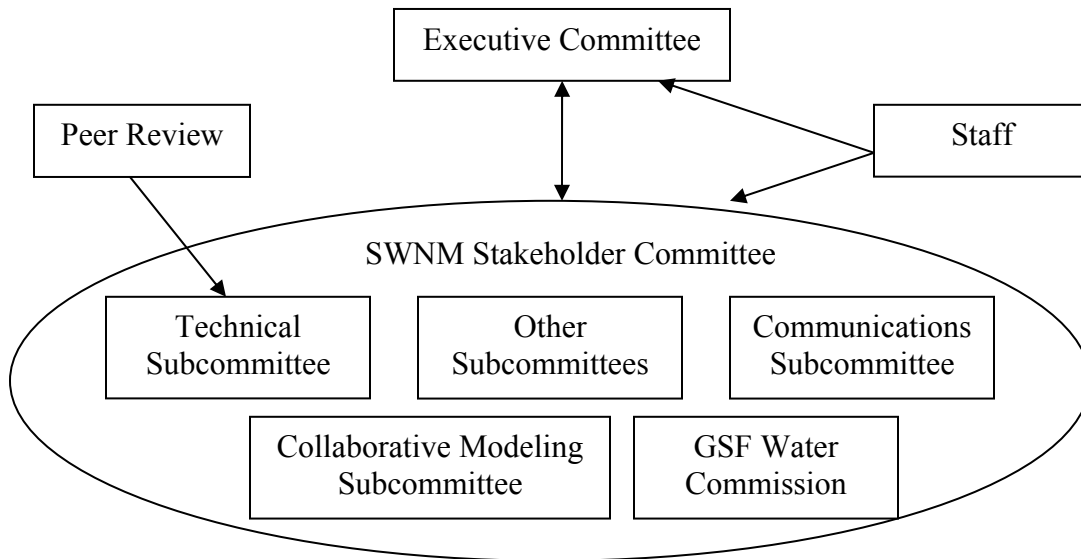 Executive Committee
Peer Review
Staff
SWNM Stakeholder Committee
Technical
Subcommittee
Other
Subcommittees
Communications
Subcommittee
Collaborative Modeling
Subcommittee
GSF Water
Commission